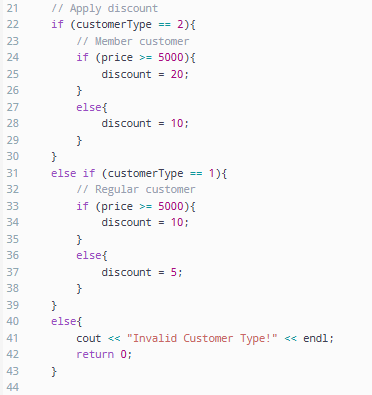 21     // Apply discount
22     if (customerType == 2){
23         // Member customer
24         if (price >= 5000){
25             discount = 20;
26         }
27         else{
28             discount = 10;
29         }
30     }
31     else if (customerType == 1){
32         // Regular customer
33         if (price >= 5000){
34             discount = 10;
35         }
36         else{
37             discount = 5;
38         }
39     }
40     else{
41         cout << "Invalid Customer Type!" << endl;
42         return 0;
43     }
44